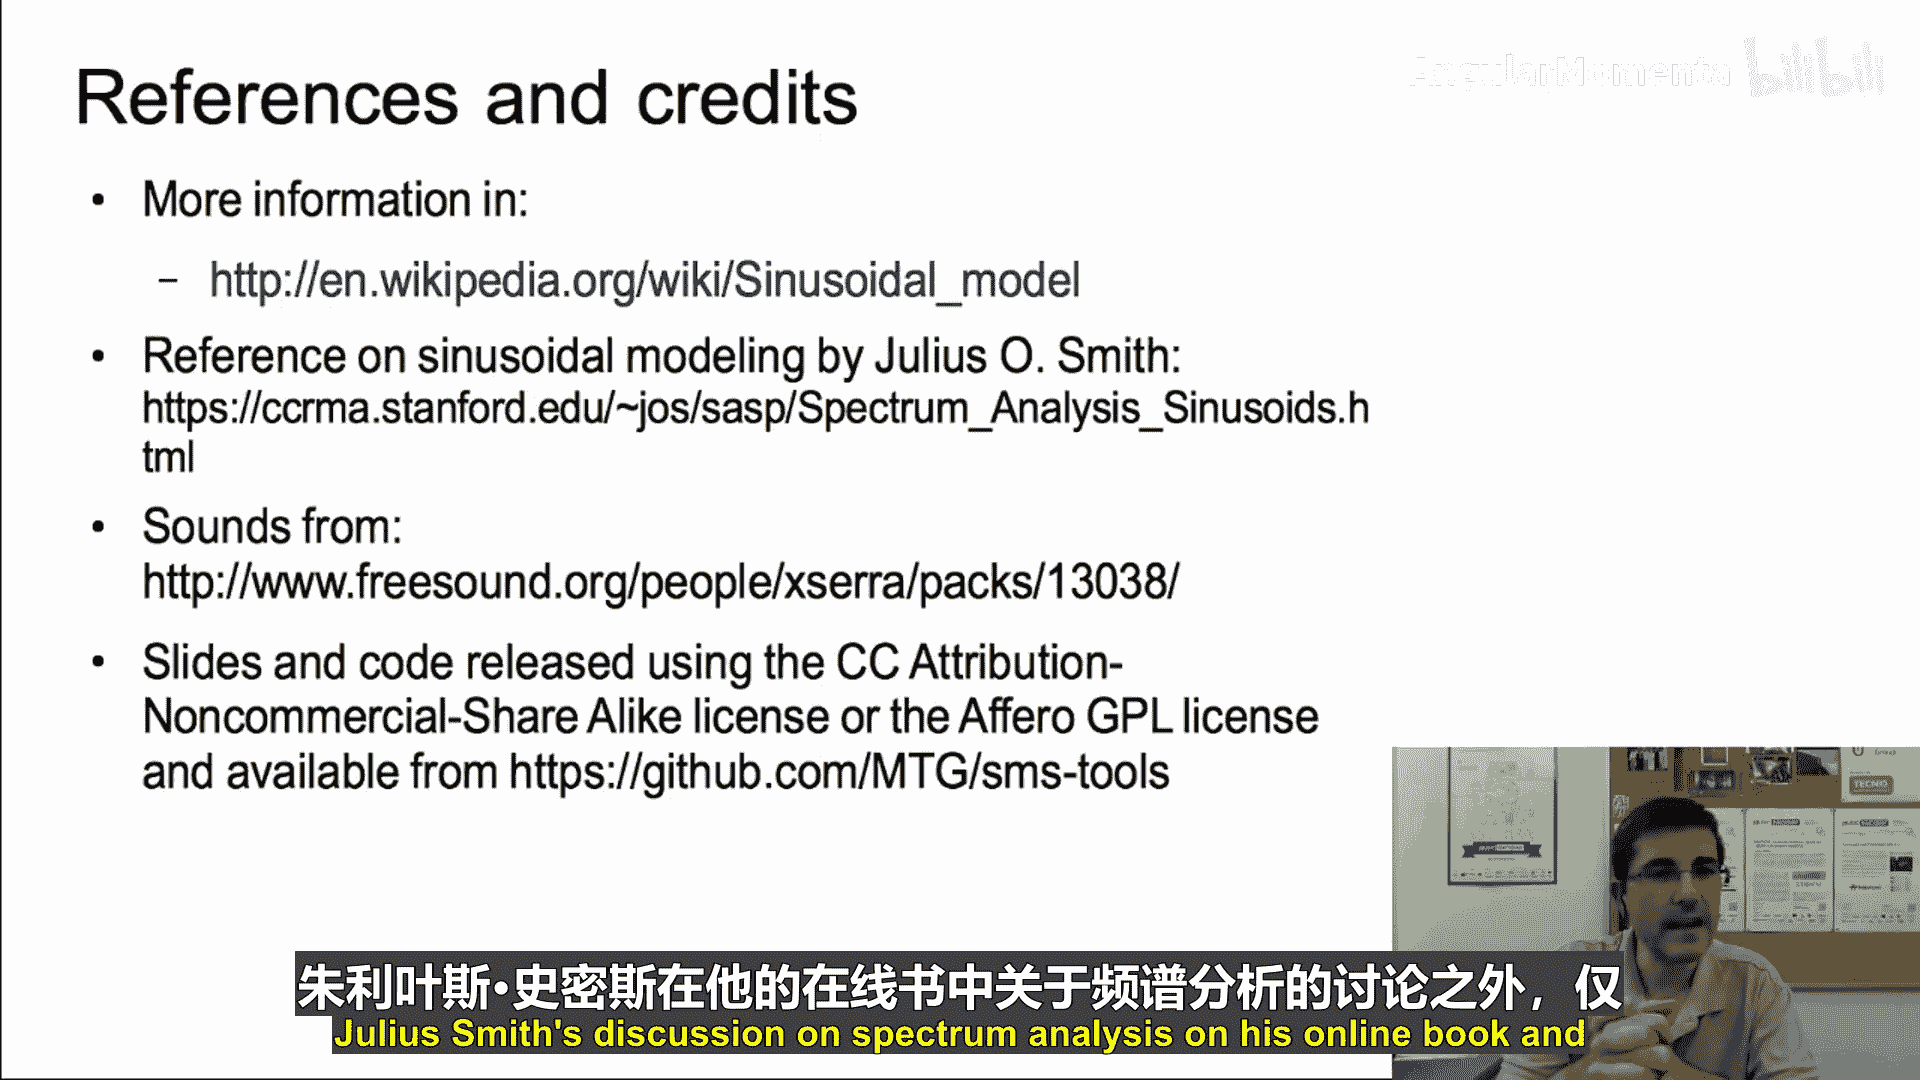 AngularMomenta bilibili
References and credits
• More information in:
– http://en.wikipedia.org/wiki/Sinusoidal_model
• Reference on sinusoidal modeling by Julius O. Smith:
https://ccrma.stanford.edu/~jos/sasp/Spectrum_Analysis_Sinusoids.h
tml
• Sounds from:
http://www.freesound.org/people/xserra/packs/13038/
• Slides and code released using the CC Attribution-
Noncommercial-Share Alike license or the Affero GPL license
and available from https://github.com/MTG/sms-tools
TECNIO
朱利叶斯•史密斯在他的在线书中关于频谱分析的讨论之外，仅
Julius Smith's discussion on spectrum analysis on his online book and